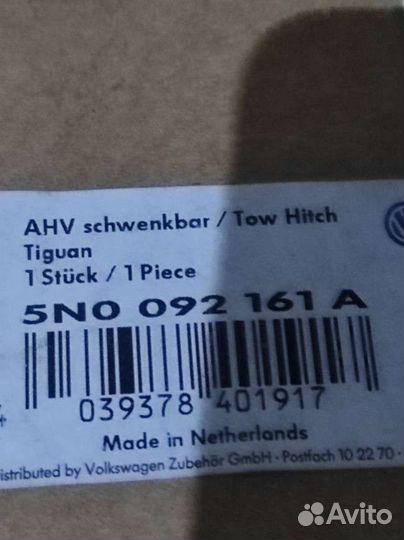 AHV schwenkbar / Tow Hitch
Tiguan
1 Stück / 1 Piece
5N0 092 161 A
039378 401917
Made in Netherlands
istributed by Volkswagen Zubehör GmbH · Postfach 10 22 70 ·
Avito